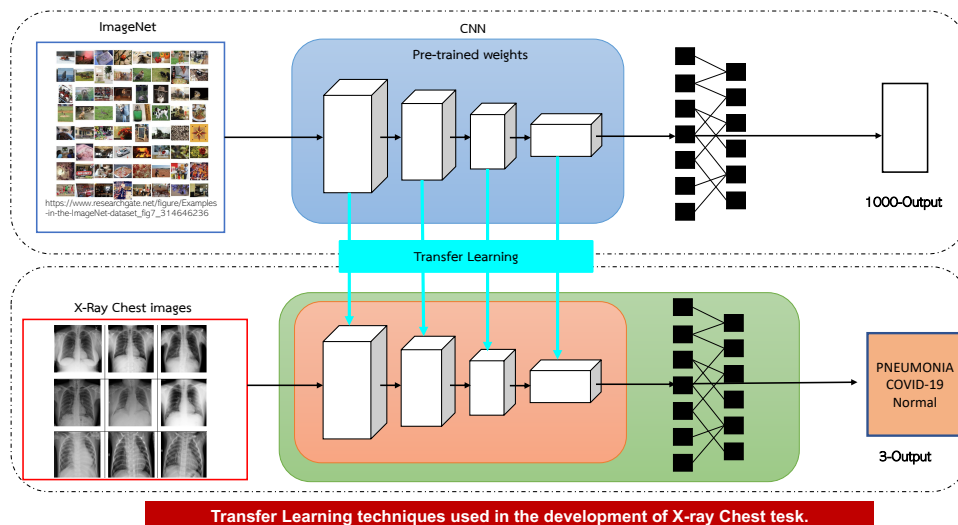 ImageNet
CNN
Pre-trained weights
https://www.researchgate.net/figure/Examples
-in-the-ImageNet-dataset_fig7_314646236
1000-Output
Transfer Learning
X-Ray Chest images
PNEUMONIA
COVID-19
Normal
3-Output
Transfer Learning techniques used in the development of X-ray Chest tesk.